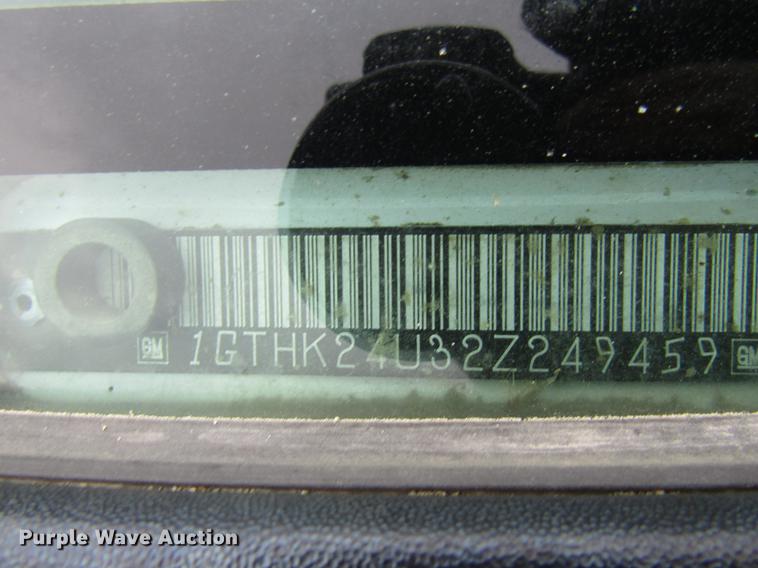 GM 1GTHK24U32Z249459 GM
Purple Wave Auction